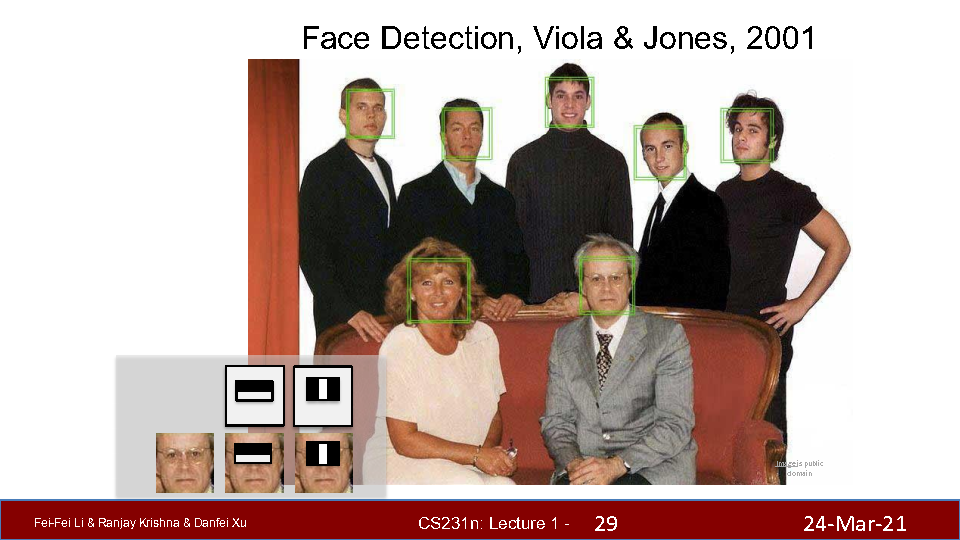 Face Detection, Viola & Jones, 2001
Image is public
domain
Fei-Fei Li & Ranjay Krishna & Danfei Xu
CS231n: Lecture 1 -
29
24-Mar-21